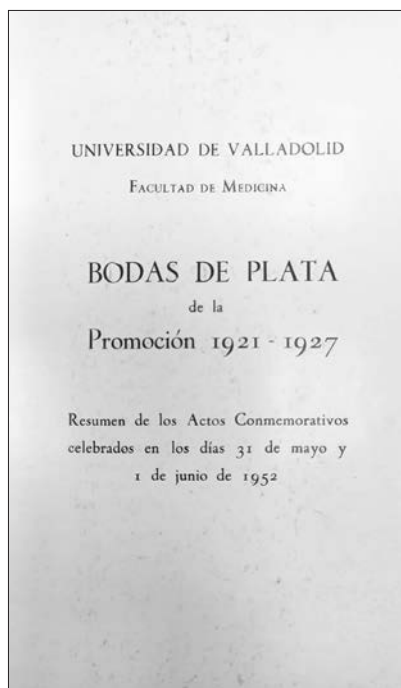 UNIVERSIDAD DE VALLADOLID
FACULTAD DE MEDICINA
BODAS DE PLATA
de la
Promoción 1921 - 1927
Resumen de los Actos Conmemorativos
celebrados en los días 31 de mayo y
1 de junio de 1952